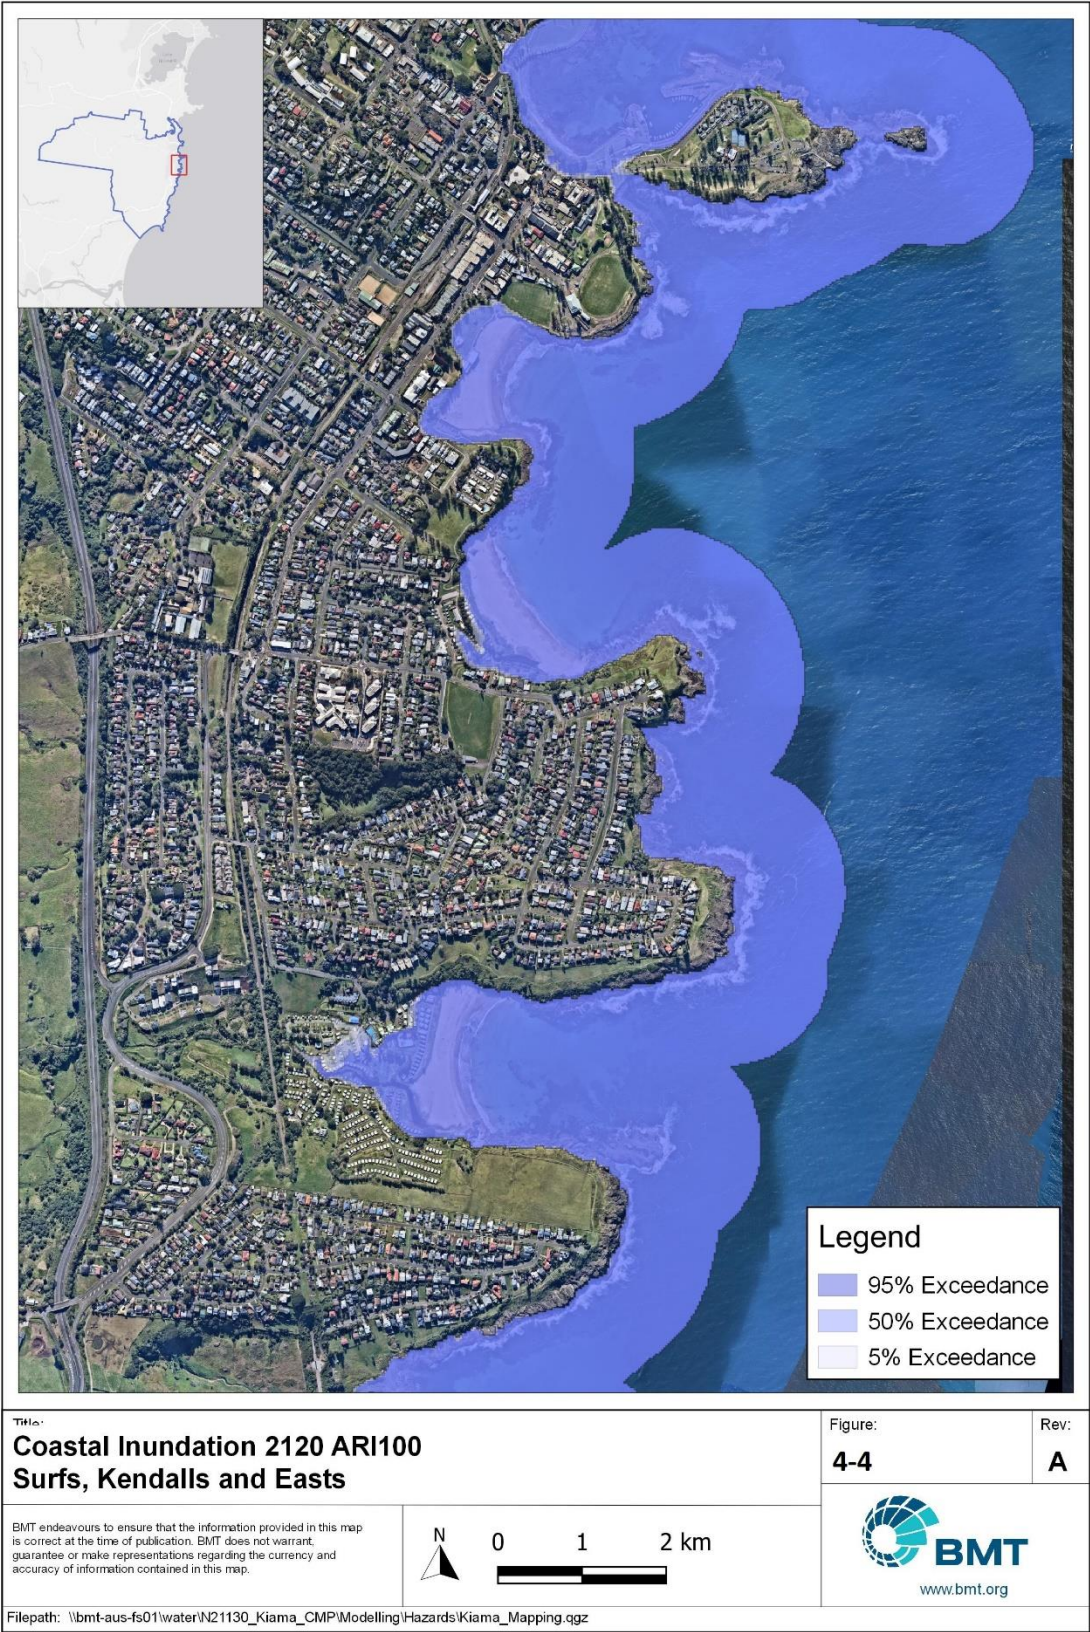 Legend
95% Exceedance
50% Exceedance
5% Exceedance
Title:
Coastal Inundation 2120 ARI100
Surfs, Kendalls and Easts
Figure:
4-4
Rev:
A
BMT endeavours to ensure that the information provided in this map
is correct at the time of publication. BMT does not warrant,
guarantee or make representations regarding the currency and
accuracy of information contained in this map.
N
0 1 2 km
BMT
www.bmt.org
Filepath: \\bmt-aus-fs01\water\N21130_Kiama_CMP\Modelling\Hazards\Kiama_Mapping.qgz